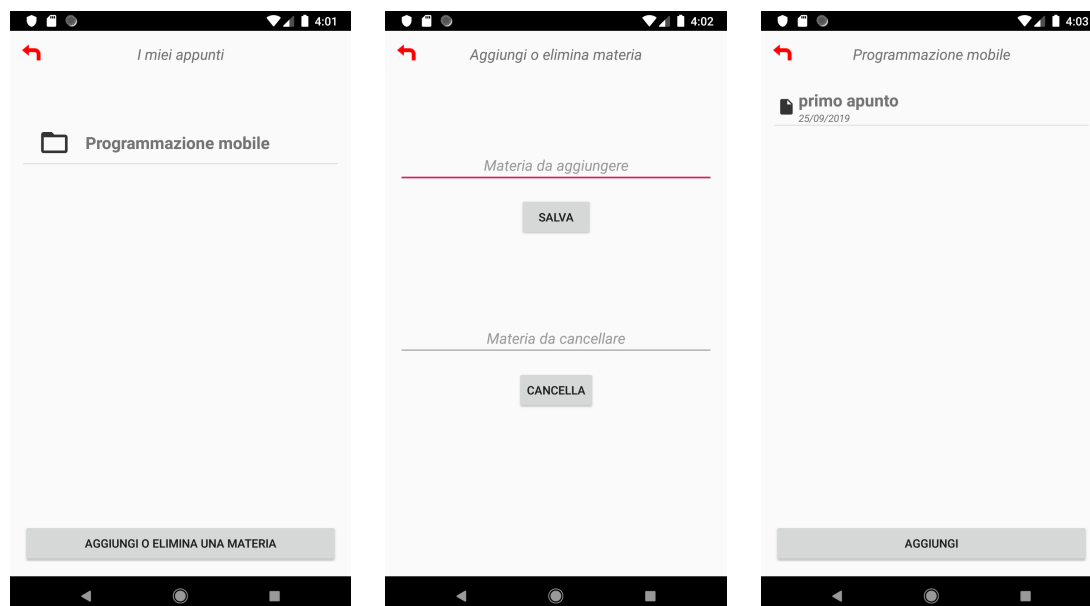 4:01
I miei appunti
Programmazione mobile
AGGIUNGI O ELIMINA UNA MATERIA
4:02
Aggiungi o elimina materia
Materia da aggiungere
SALVA
Materia da cancellare
CANCELLA
4:03
Programmazione mobile
primo apunto
25/09/2019
AGGIUNGI